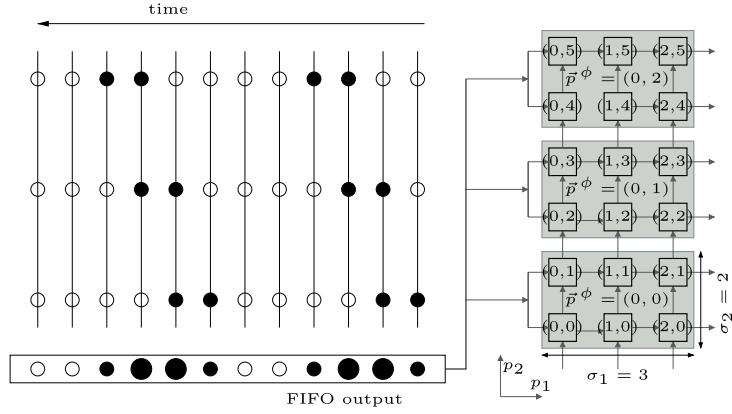 time
(0,5) (1,5) (2,5)
p⃗ ϕ = (0, 2)
(0,4) (1,4) (2,4)
(0,3) (1,3) (2,3)
p⃗ ϕ = (0, 1)
(0,2) (1,2) (2,2)
(0,1) (1,1) (2,1)
p⃗ ϕ = (0, 0)
(0,0) (1,0) (2,0)
σ2 = 2
σ1 = 3
p2
p1
FIFO output